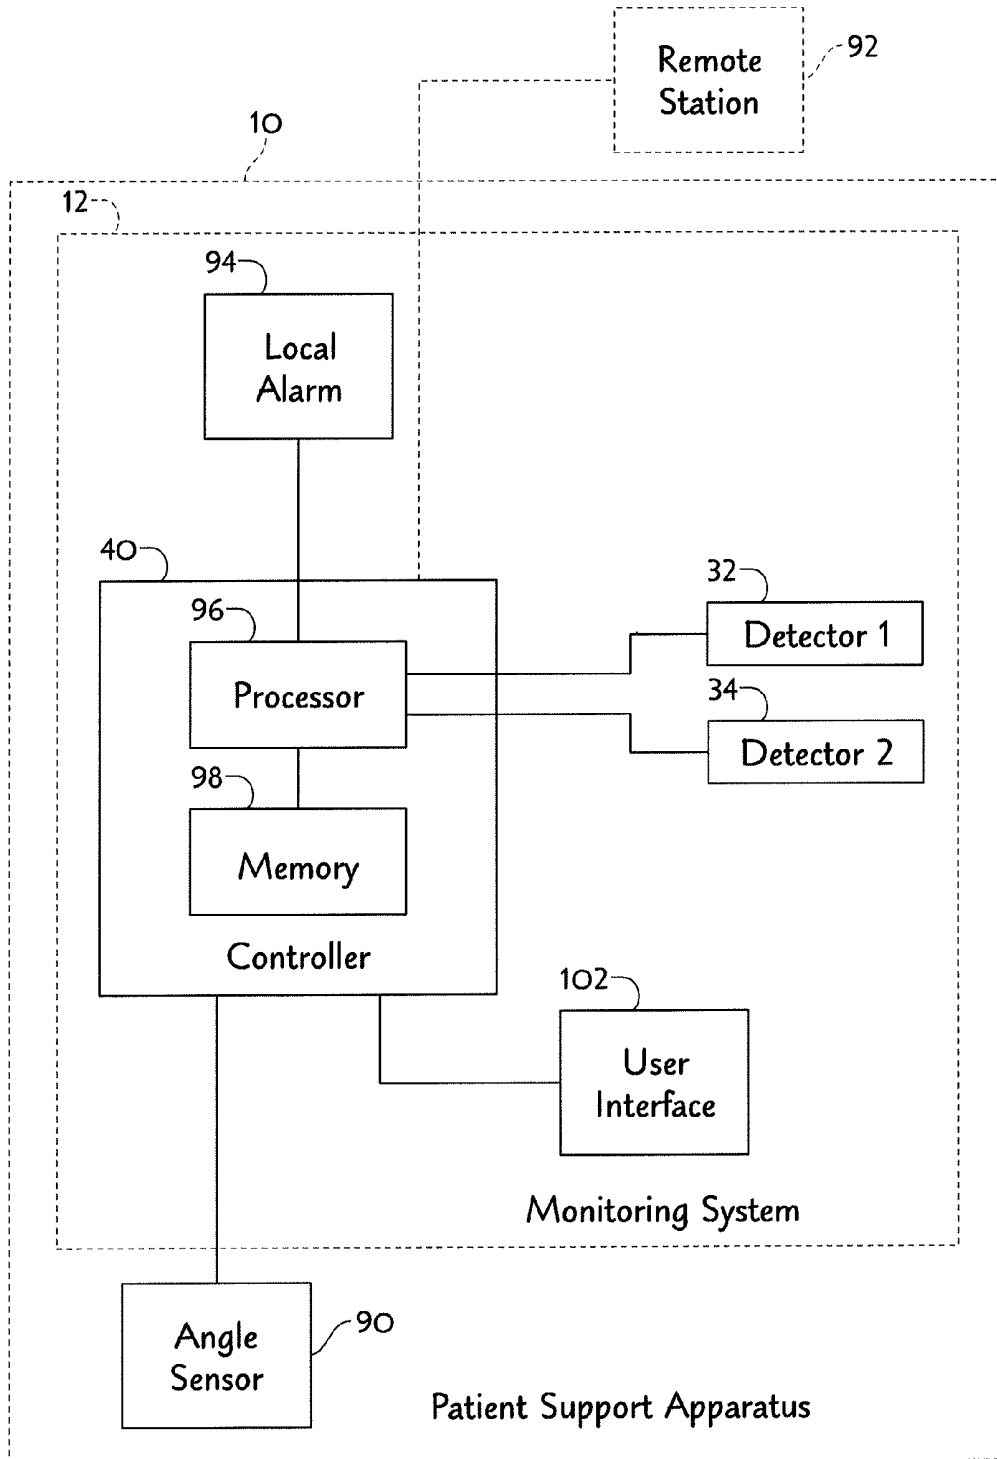 Remote
Station
92
10
12
94
Local
Alarm
40
96
Processor
32
Detector 1
34
Detector 2
98
Memory
Controller
102
User
Interface
Monitoring System
Angle
Sensor
90
Patient Support Apparatus